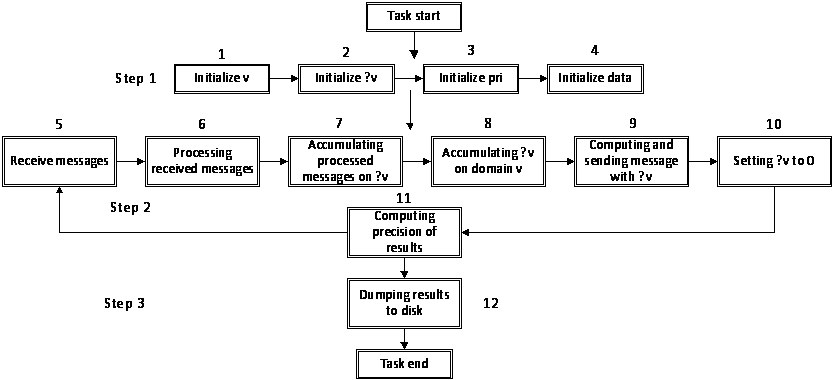 Task start
1
2
3
4
Step 1
Initialize v
Initialize ?v
Initialize pri
Initialize data
5
6
7
8
9
10
Receive messages
Processing
received messages
Accumulating
processed
messages on ?v
Accumulating ?v
on domain v
Computing and
sending message
with ?v
Setting ?v to 0
Step 2
11
Computing
precision of
results
Step 3
Dumping results
to disk
12
Task end